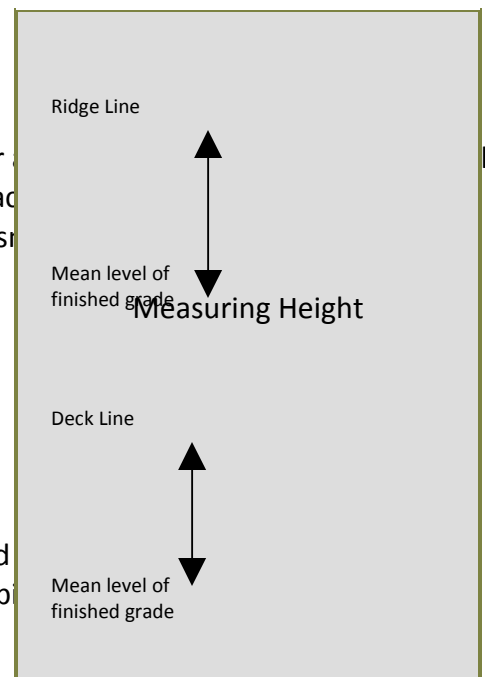 Ridge Line
Mean level of
finished grade
Measuring Height
Deck Line
Mean level of
finished grade